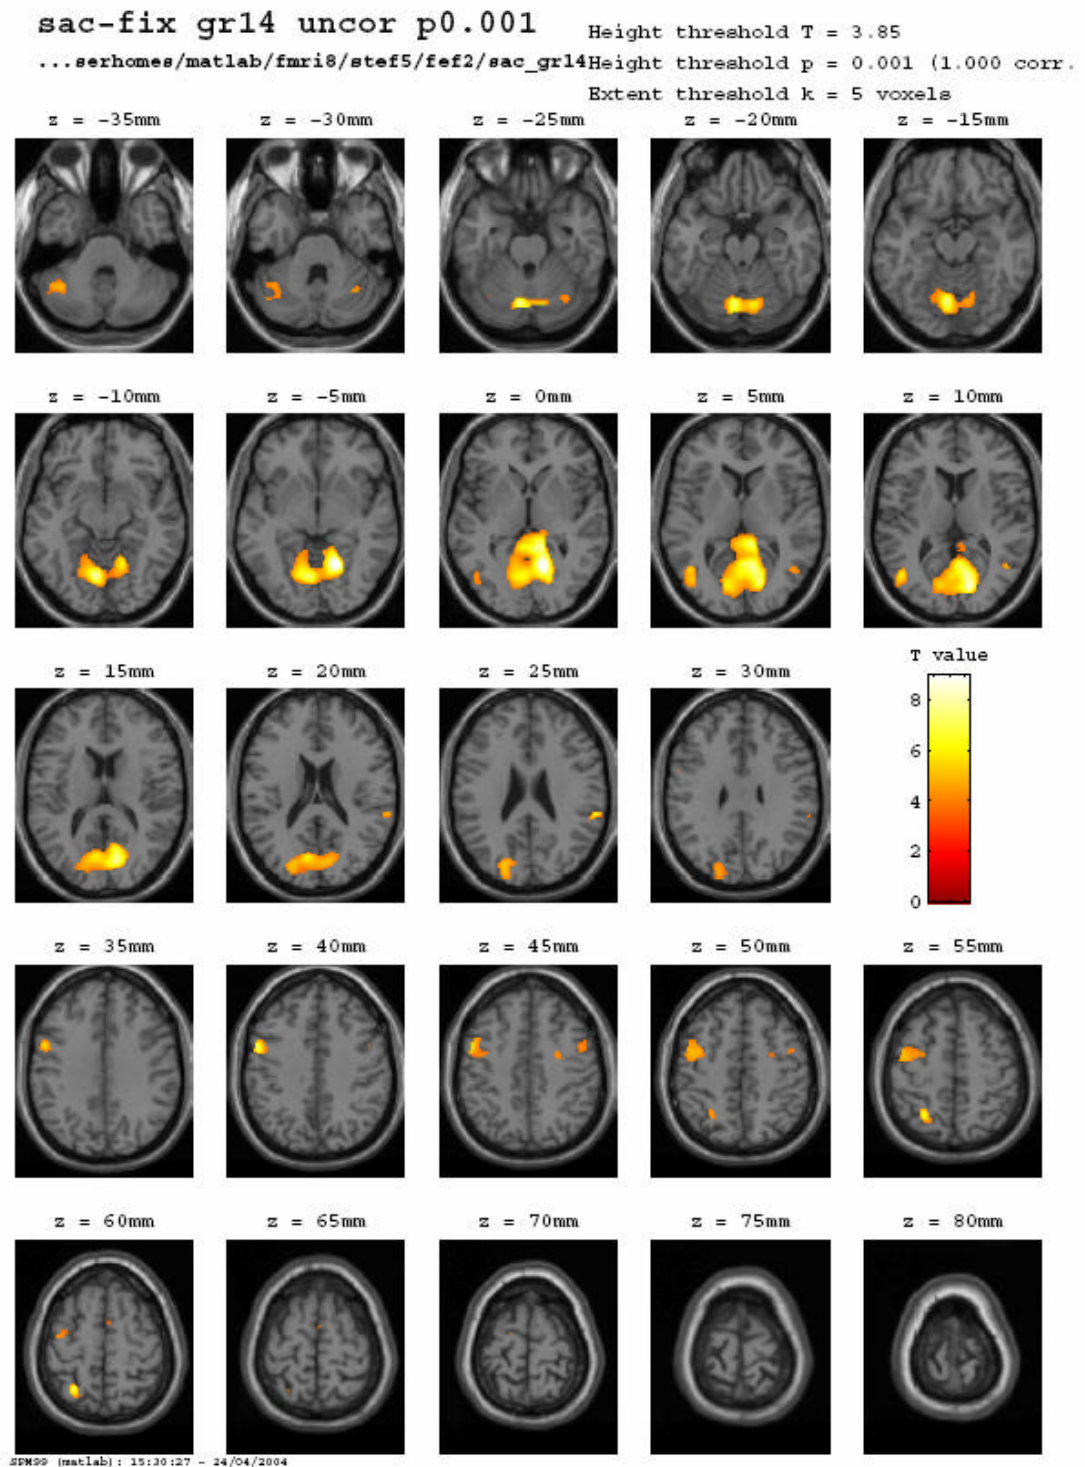 sac-fix gr14 uncor p0.001
...serhomes/matlab/fmri8/stef5/fef2/sac_gr14
Height threshold T = 3.85
Height threshold p = 0.001 (1.000 corr.
Extent threshold k = 5 voxels
z = -35mm z = -30mm z = -25mm z = -20mm z = -15mm
z = -10mm z = -5mm z = 0mm z = 5mm z = 10mm
z = 15mm z = 20mm z = 25mm z = 30mm
T value
8
6
4
2
0
z = 35mm z = 40mm z = 45mm z = 50mm z = 55mm
z = 60mm z = 65mm z = 70mm z = 75mm z = 80mm
SPM99 (matlab): 15:30:27 - 24/04/2004